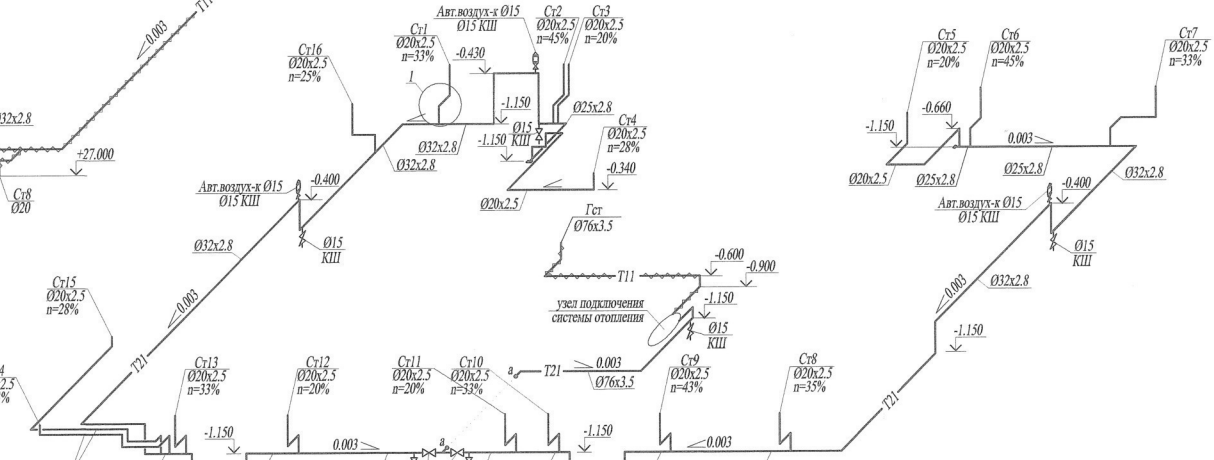 Т11
0.003
Ø32x2.8
+27.000
Ст8
Ø20
Ст16
Ø20x2.5
n=25%
Ст1
Ø20x2.5
n=33%
1
-0.430
Авт.воздух-к Ø15
Ø15 КШ
Ст2
Ø20x2.5
n=45%
Ст3
Ø20x2.5
n=20%
-1.150
Ø25x2.8
Ø15
КШ
-1.150
Ø32x2.8
Ø32x2.8
Ст4
Ø20x2.5
n=28%
-0.340
Ø20x2.5
Авт.воздух-к Ø15
Ø15 КШ
-0.400
Ø15
КШ
Ø32x2.8
0.003
Т21
Ст15
Ø20x2.5
n=28%
Ст5
Ø20x2.5
n=20%
Ст6
Ø20x2.5
n=45%
Ст7
Ø20x2.5
n=33%
-0.660
-1.150
0.003
Ø20x2.5
Ø25x2.8
Ø25x2.8
Ø32x2.8
Авт.воздух-к Ø15
Ø15 КШ
-0.400
Ø15
КШ
0.003
Ø32x2.8
-1.150
Т21
Гст
Ø76x3.5
Т11
-0.600
-0.900
-1.150
узел подключения
системы отопления
Ø15
КШ
а
Т21
0.003
Ø76x3.5
Ст13
Ø20x2.5
n=33%
Ст12
Ø20x2.5
n=20%
Ст11
Ø20x2.5
n=20%
Ст10
Ø20x2.5
n=33%
Ст9
Ø20x2.5
n=43%
Ст8
Ø20x2.5
n=35%
-1.150
0.003
а
-1.150
0.003